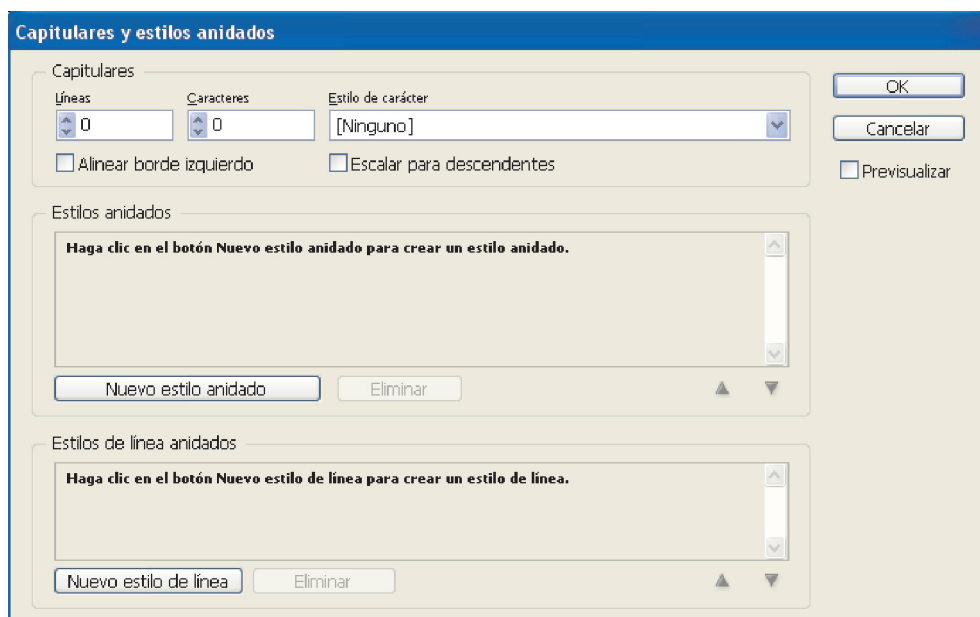 Capitulares y estilos anidados
Capitulares
Líneas
Caracteres
Estilo de carácter
0
0
[Ninguno]
Alinear borde izquierdo
Escalar para descendentes
OK
Cancelar
Previsualizar
Estilos anidados
Haga clic en el botón Nuevo estilo anidado para crear un estilo anidado.
Nuevo estilo anidado
Eliminar
Estilos de línea anidados
Haga clic en el botón Nuevo estilo de línea para crear un estilo de línea.
Nuevo estilo de línea
Eliminar